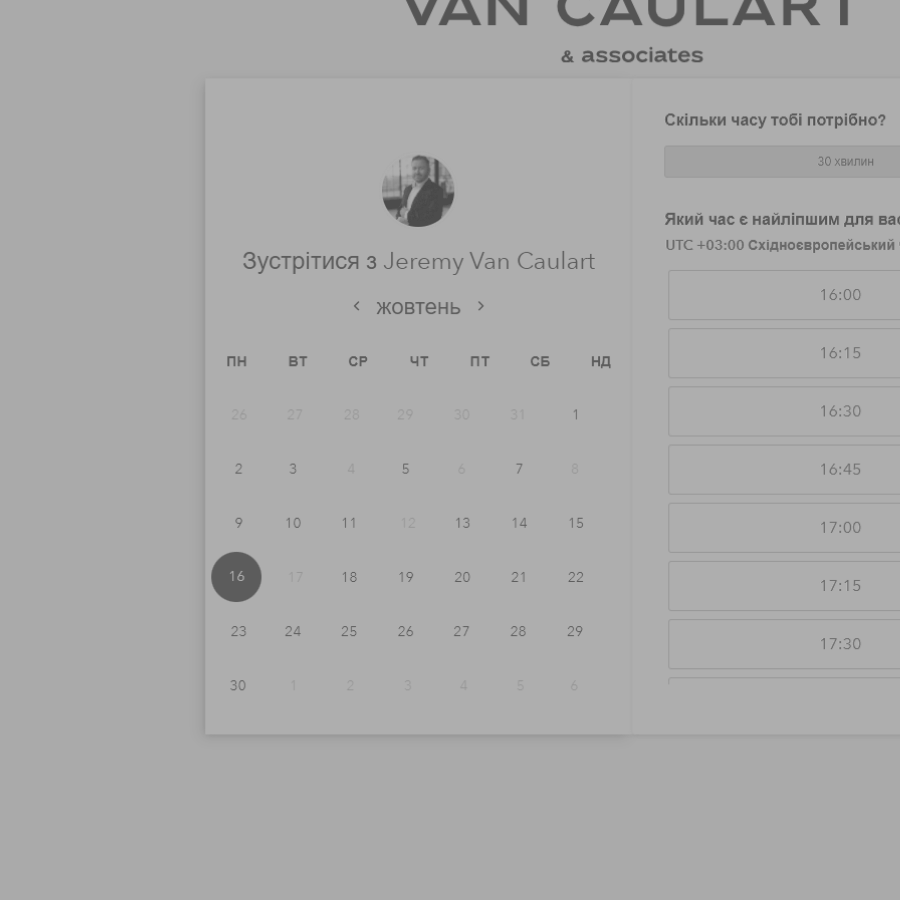 VAN CAULART
& associates
Зустрітися з Jeremy Van Caulart
жовтень
ПН ВТ СР ЧТ ПТ СБ НД
26 27 28 29 30 31 1
2 3 4 5 6 7 8
9 10 11 12 13 14 15
16 17 18 19 20 21 22
23 24 25 26 27 28 29
30 1 2 3 4 5 6
Скільки часу тобі потрібно?
30 хвилин
Який час є найліпшим для вас
UTC +03:00 Східноєвропейський
16:00
16:15
16:30
16:45
17:00
17:15
17:30